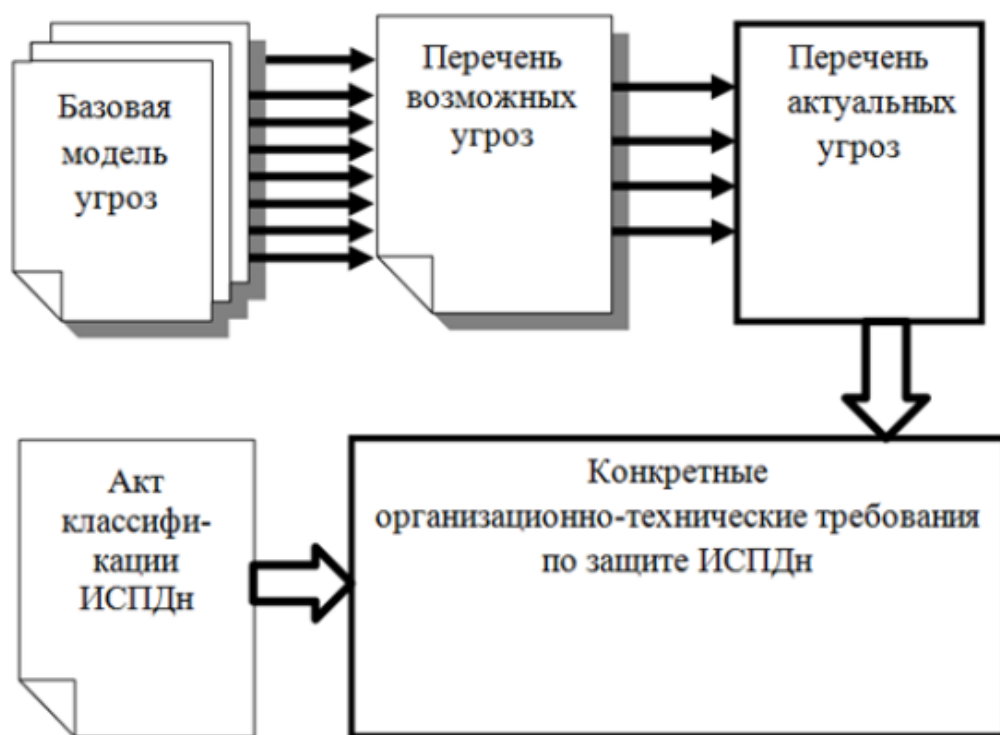 Базовая
модель
угроз
Перечень
возможных
угроз
Перечень
актуальных
угроз
Акт
классифи-
кации
ИСПДн
Конкретные
организационно-технические требования
по защите ИСПДн